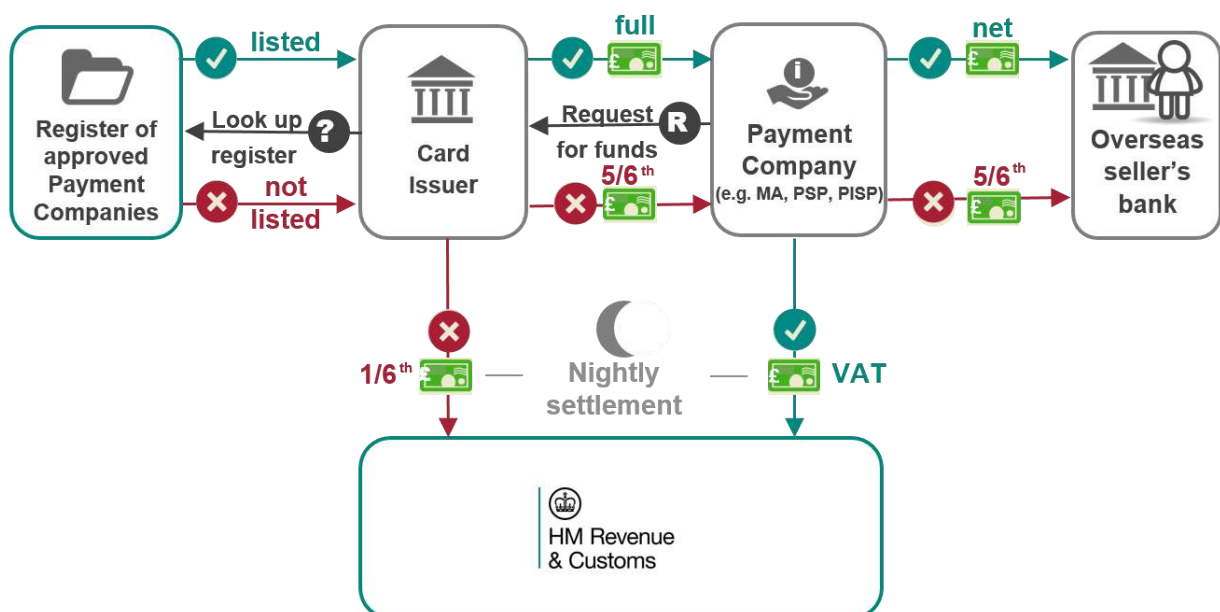 listed
full
net
Register of
approved
Payment
Companies
Look up
?
register
not
listed
Card
Issuer
Request
R
for funds
5/6th
i
Payment
Company
(e.g. MA, PSP, PISP)
5/6th
Overseas
seller's
bank
£
£
£
£
1/6th
£
Nightly
settlement
£
VAT
HM Revenue
& Customs